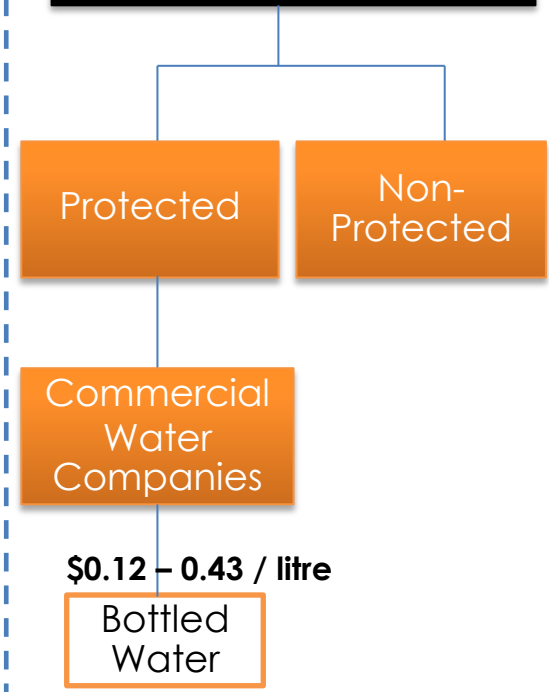 Protected
Non-
Protected
Commercial
Water
Companies
$0.12 – 0.43 / litre
Bottled
Water